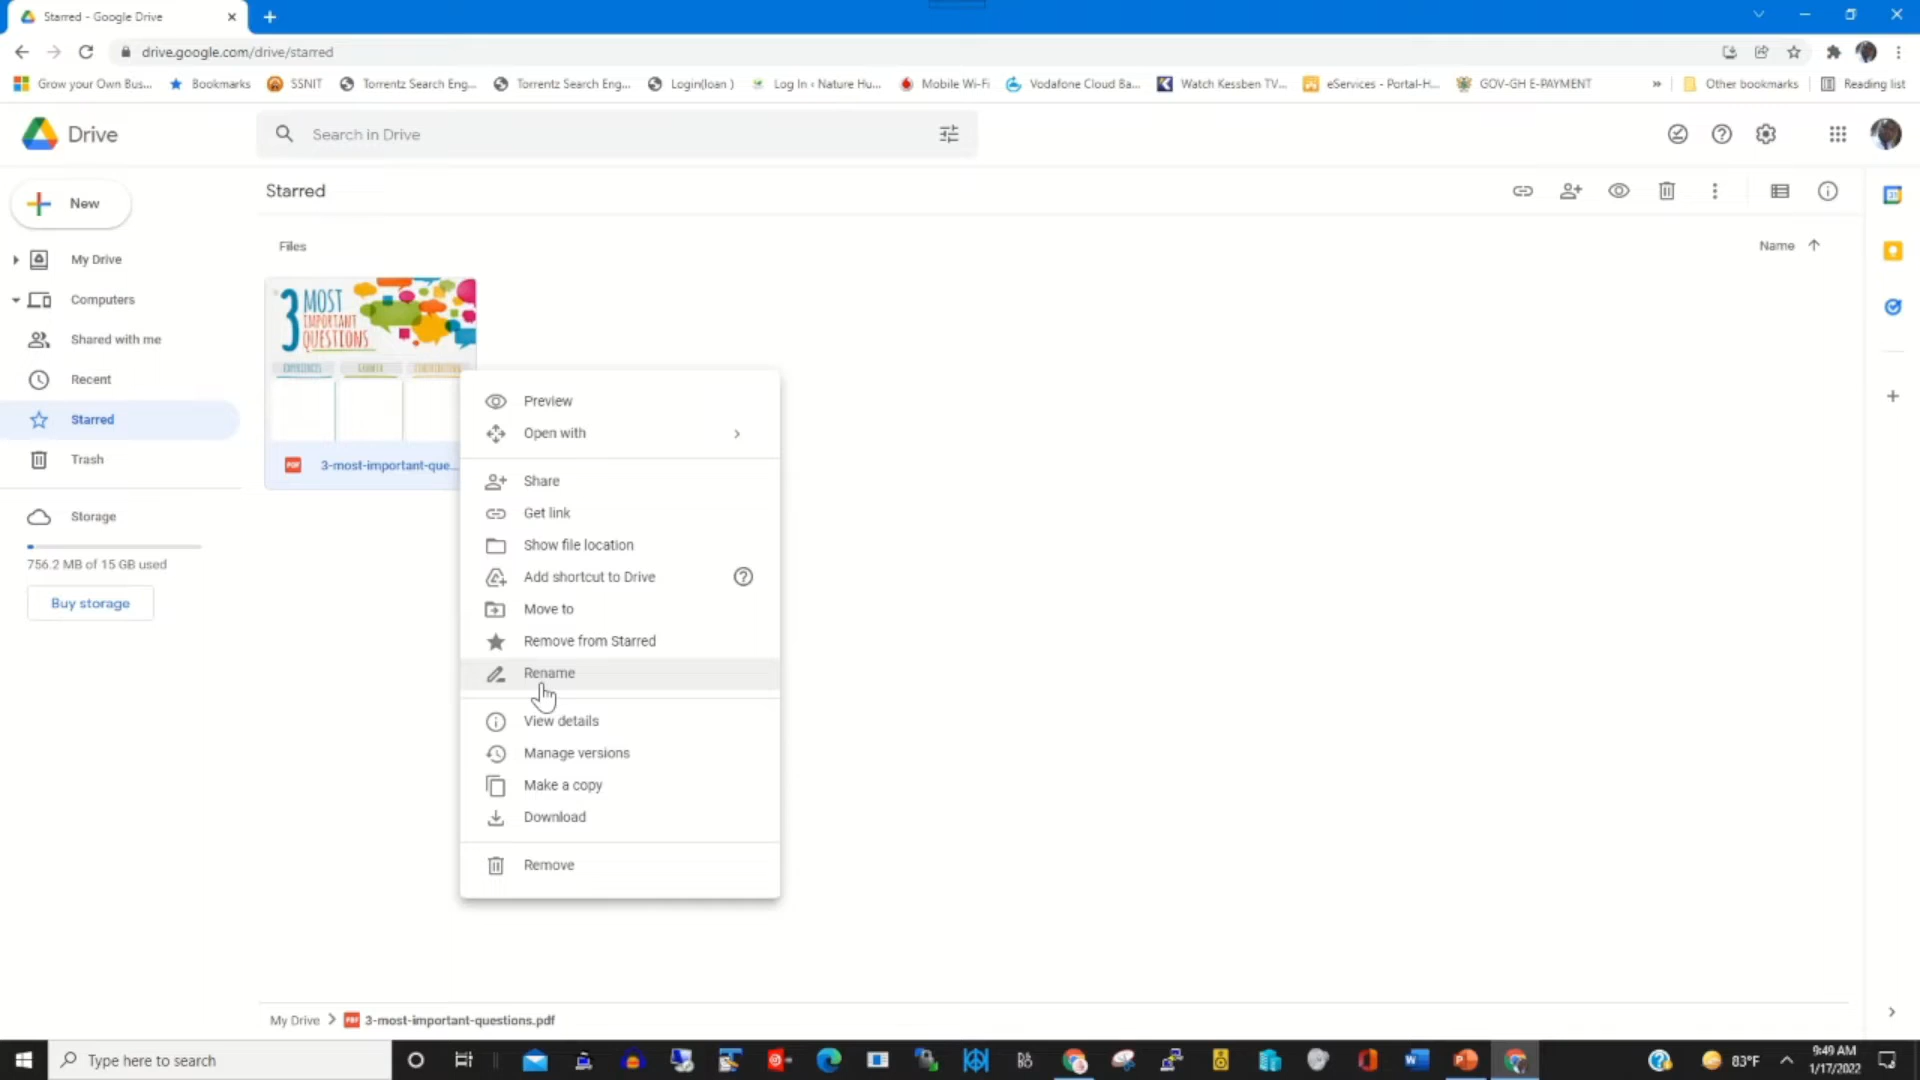 Starred - Google Drive
drive.google.com/drive/starred
Grow your Own Bus...
Bookmarks
SSNIT
Torrentz Search Eng...
Torrentz Search Eng...
Login(loan )
Log In ‹ Nature Hu...
Mobile Wi-Fi
Vodafone Cloud Ba...
Watch Kessben TV...
eServices - Portal-H...
GOV-GH E-PAYMENT
Other bookmarks
Reading list
Drive
Search in Drive
New
Starred
My Drive
Computers
Shared with me
Recent
Starred
Trash
Storage
756.2 MB of 15 GB used
Buy storage
Files
Name
3 MOST
IMPORTANT
QUESTIONS
EXPERIENCES
GROWTH
CONTRIBUTION
PDF
3-most-important-que...
Preview
Open with
Share
Get link
Show file location
Add shortcut to Drive
Move to
Remove from Starred
Rename
View details
Manage versions
Make a copy
Download
Remove
My Drive
PDF
3-most-important-questions.pdf
Type here to search
83°F
9:49 AM
1/17/2022